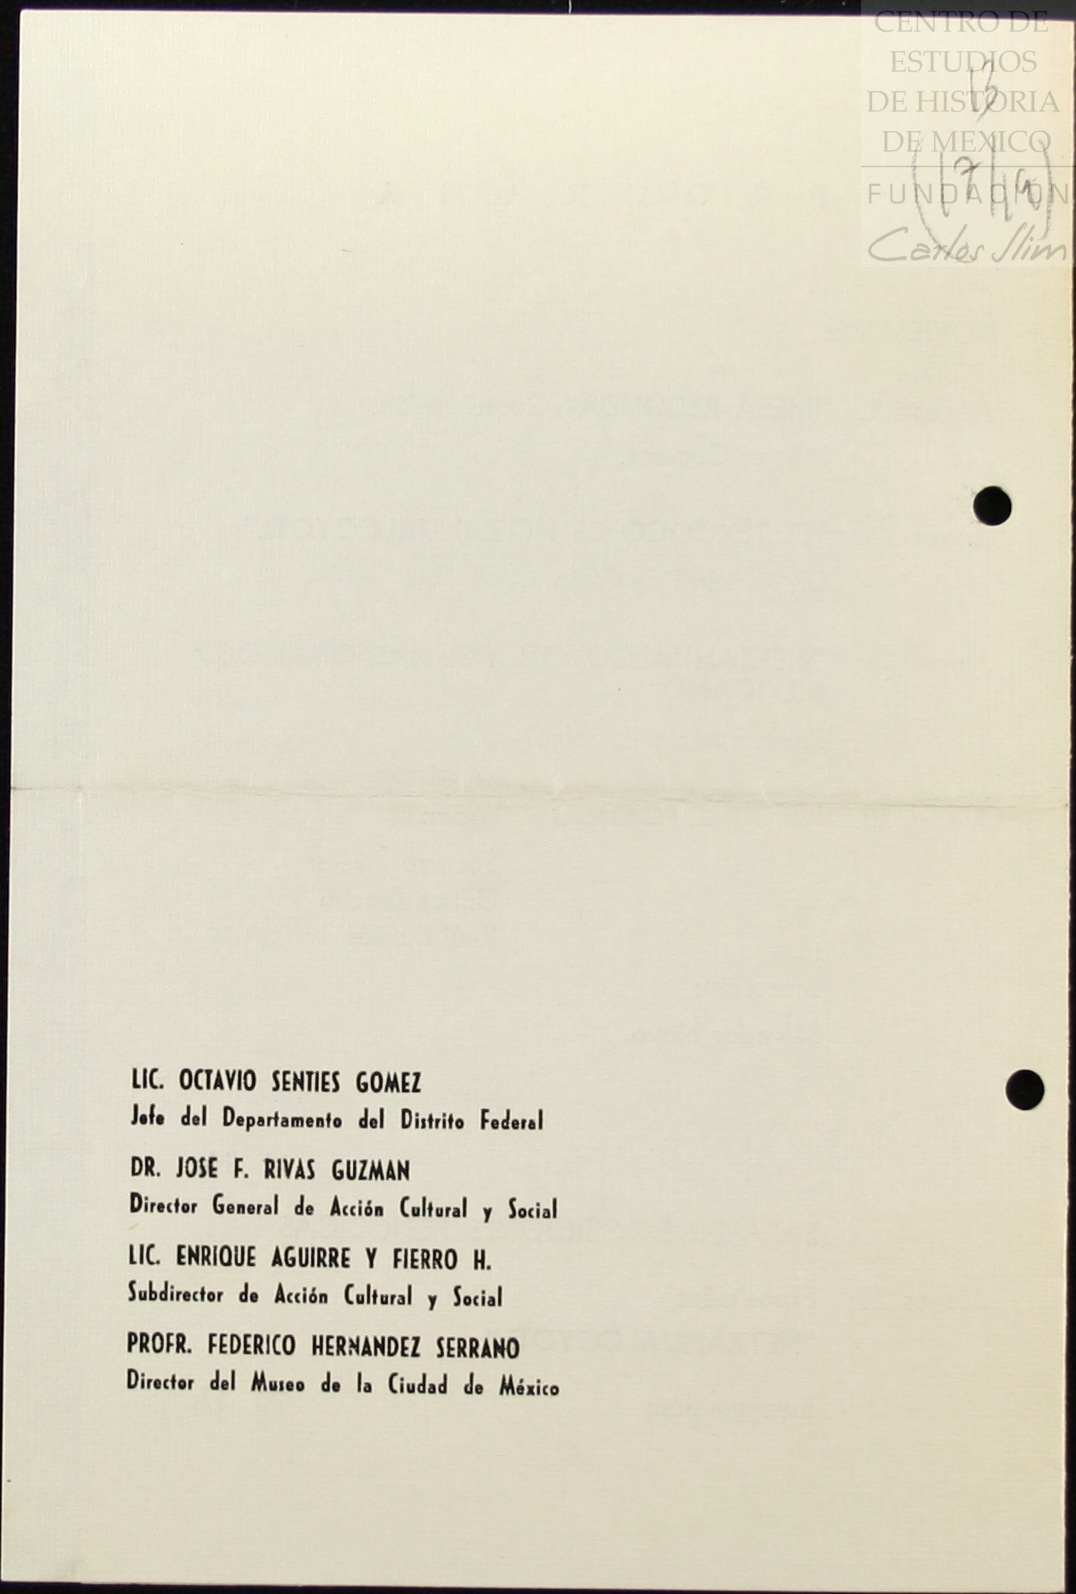 CENTRO DE
ESTUDIOS
DE HISTORIA
DE MEXICO
FUNDACIÓN
Carlos Slim
13
LIC. OCTAVIO SENTIES GOMEZ
Jefe del Departamento del Distrito Federal
DR. JOSE F. RIVAS GUZMAN
Director General de Acción Cultural y Social
LIC. ENRIQUE AGUIRRE Y FIERRO H.
Subdirector de Acción Cultural y Social
PROFR. FEDERICO HERNANDEZ SERRANO
Director del Museo de la Ciudad de México